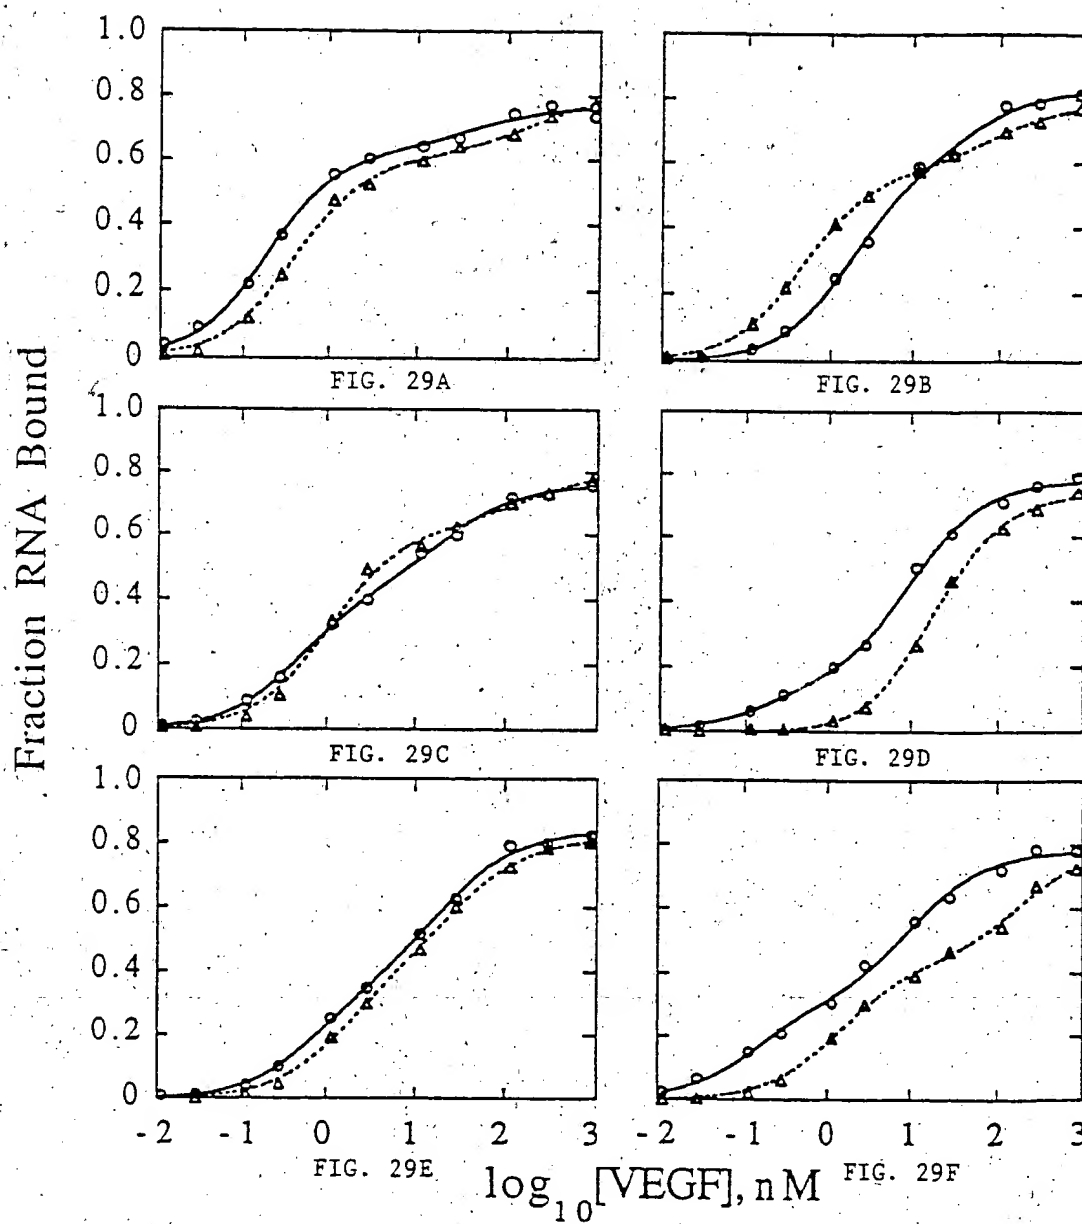 1.0
0.8
0.6
0.4
0.2
0
FIG. 29A
FIG. 29B
1.0
0.8
0.6
0.4
0.2
0
FIG. 29C
FIG. 29D
1.0
0.8
0.6
0.4
0.2
0
-2 -1 0 1 2 3
-2 -1 0 1 2 3
FIG. 29E
FIG. 29F
Fraction RNA Bound
log10[VEGF], nM